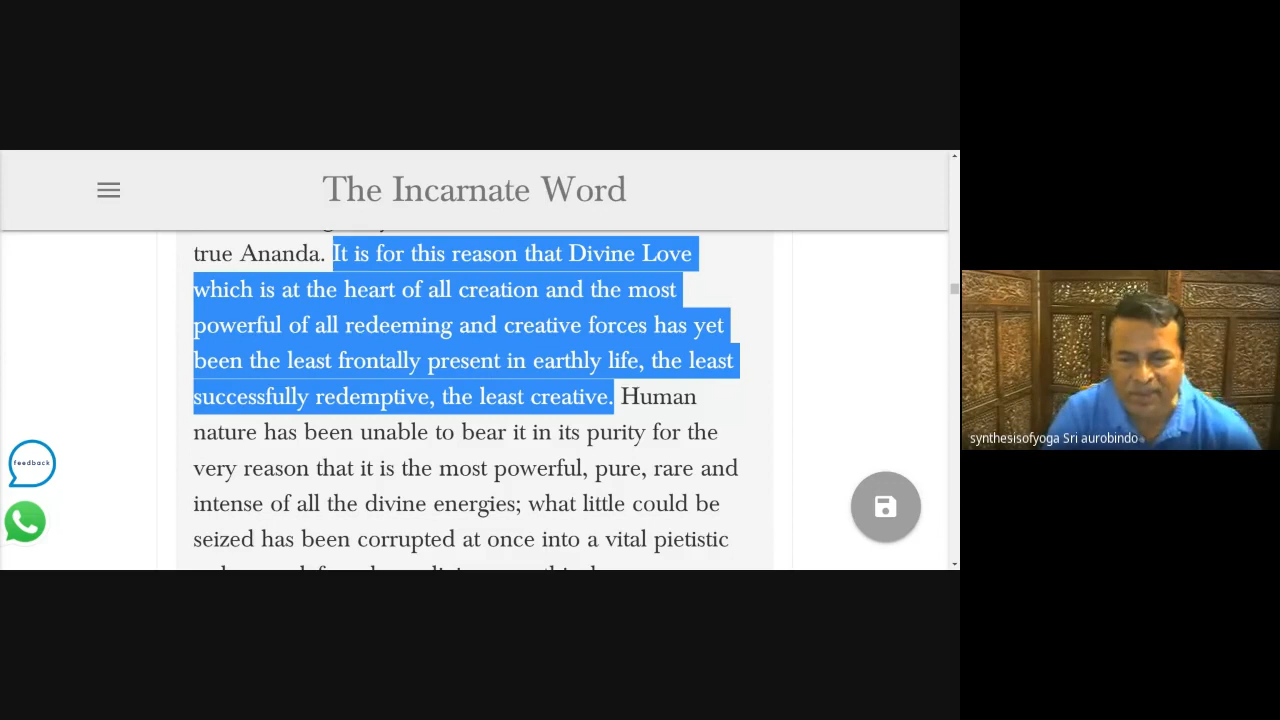 The Incarnate Word
true Ananda. It is for this reason that Divine Love
which is at the heart of all creation and the most
powerful of all redeeming and creative forces has yet
been the least frontally present in earthly life, the least
successfully redemptive, the least creative. Human
nature has been unable to bear it in its purity for the
very reason that it is the most powerful, pure, rare and
intense of all the divine energies; what little could be
seized has been corrupted at once into a vital pietistic
feedback
synthesisofyoga Sri aurobindo